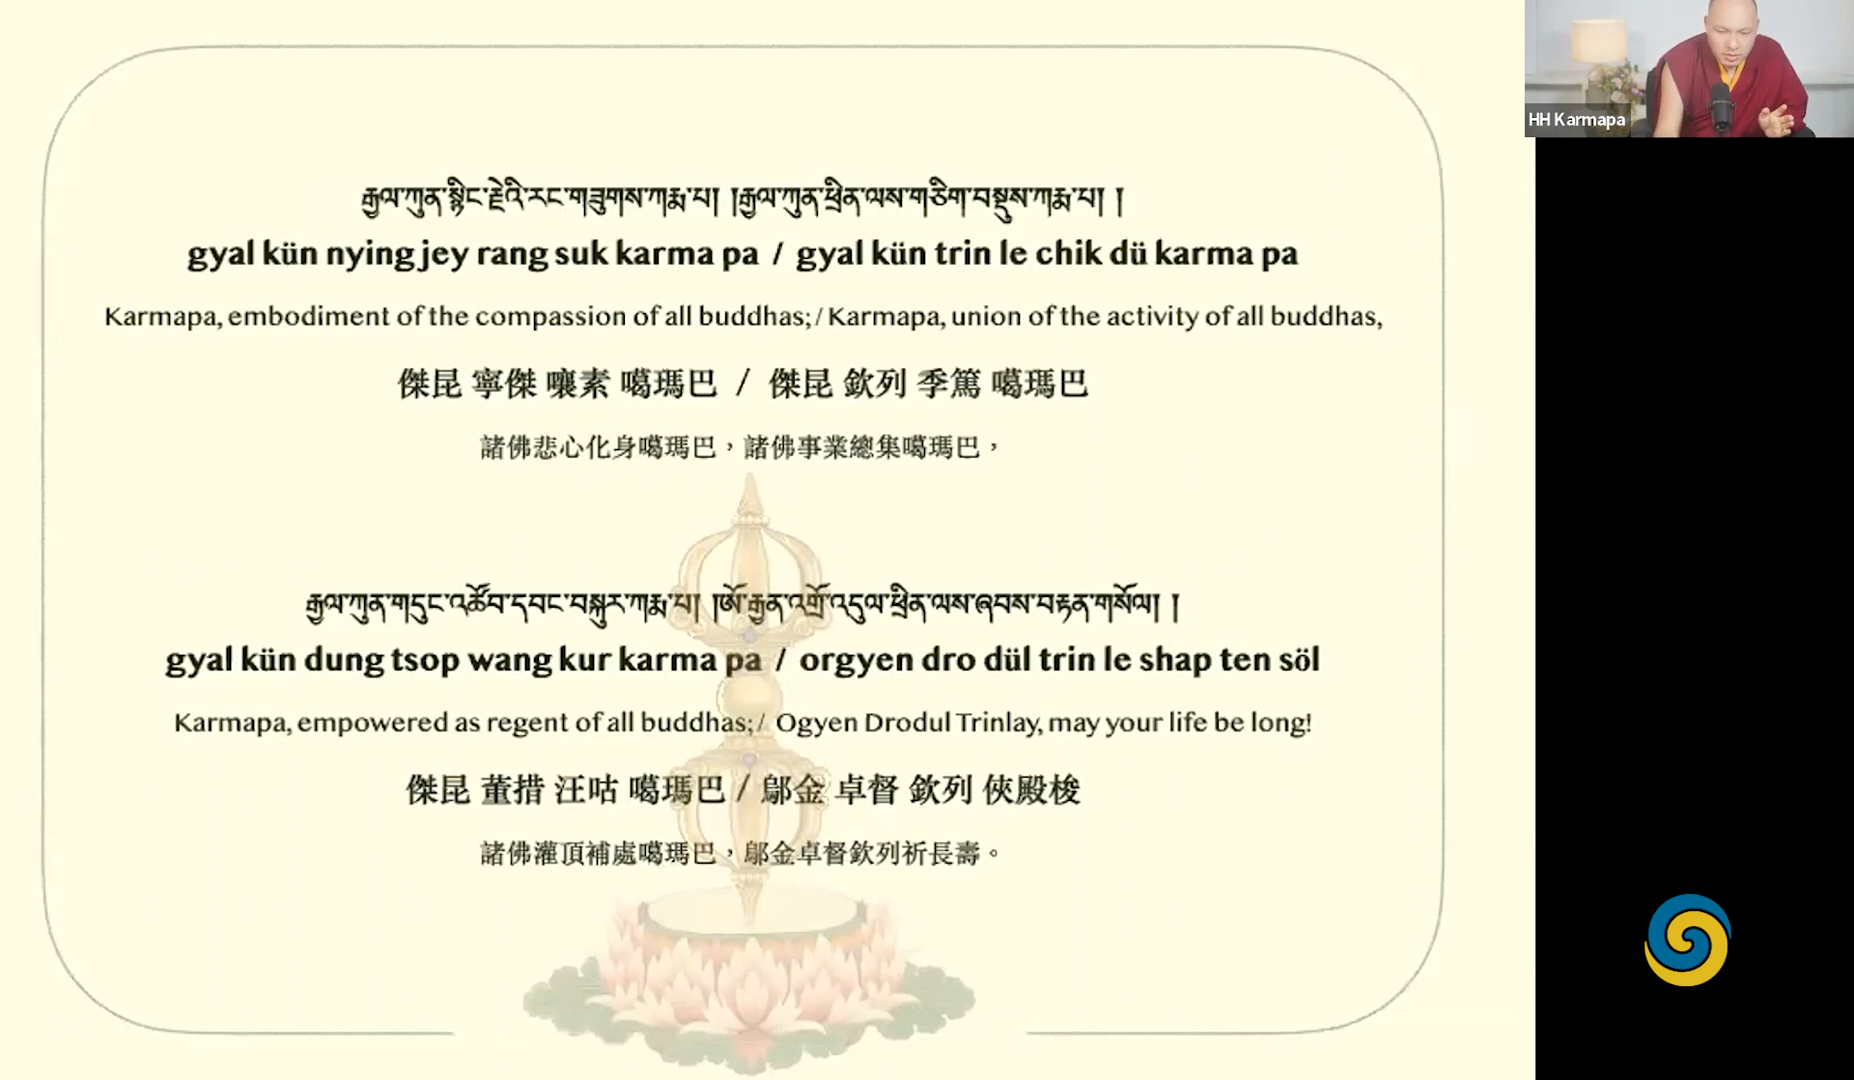 རྒྱལ་ཀུན་སྙིང་རྗེའི་རང་གཟུགས་ཀརྨ་པ། །རྒྱལ་ཀུན་ཕྲིན་ལས་གཅིག་བསྡུས་ཀརྨ་པ། །
gyal kün nying jey rang suk karma pa / gyal kün trin le chik dü karma pa
Karmapa, embodiment of the compassion of all buddhas; / Karmapa, union of the activity of all buddhas,
傑昆 寧傑 嚷素 噶瑪巴 / 傑昆 欽列 季篤 噶瑪巴
諸佛悲心化身噶瑪巴，諸佛事業總集噶瑪巴，
རྒྱལ་ཀུན་གདུང་འཚོབ་དབང་བསྐུར་ཀརྨ་པ། །ཨོ་རྒྱན་འགྲོ་འདུལ་ཕྲིན་ལས་ཞབས་བརྟན་གསོལ། །
gyal kün dung tsop wang kur karma pa / orgyen dro dül trin le shap ten söl
Karmapa, empowered as regent of all buddhas; / Ogyen Drodul Trinlay, may your life be long!
傑昆 董措 汪咕 噶瑪巴 / 鄔金 卓督 欽列 俠殿梭
諸佛灌頂補處噶瑪巴，鄔金卓督欽列祈長壽。
HH Karmapa